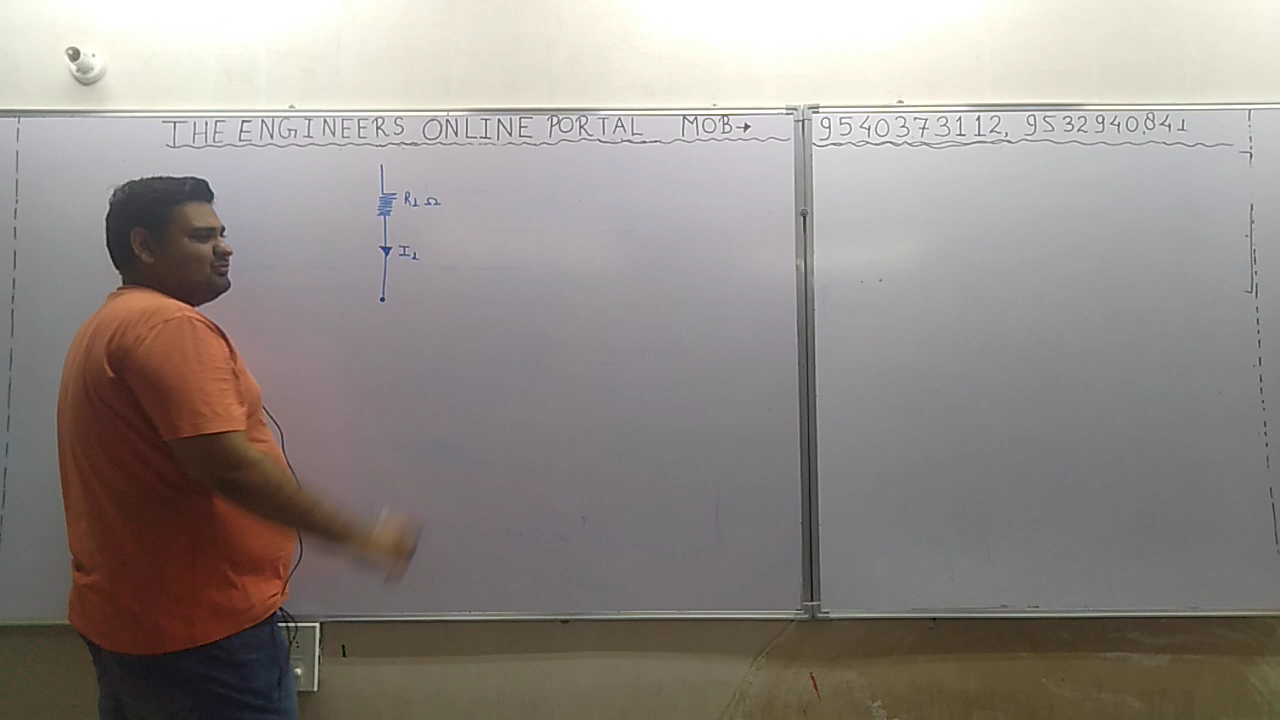 THE ENGINEERS ONLINE PORTAL MOB→ 9540373112, 9532940841
R1 Ω
I1